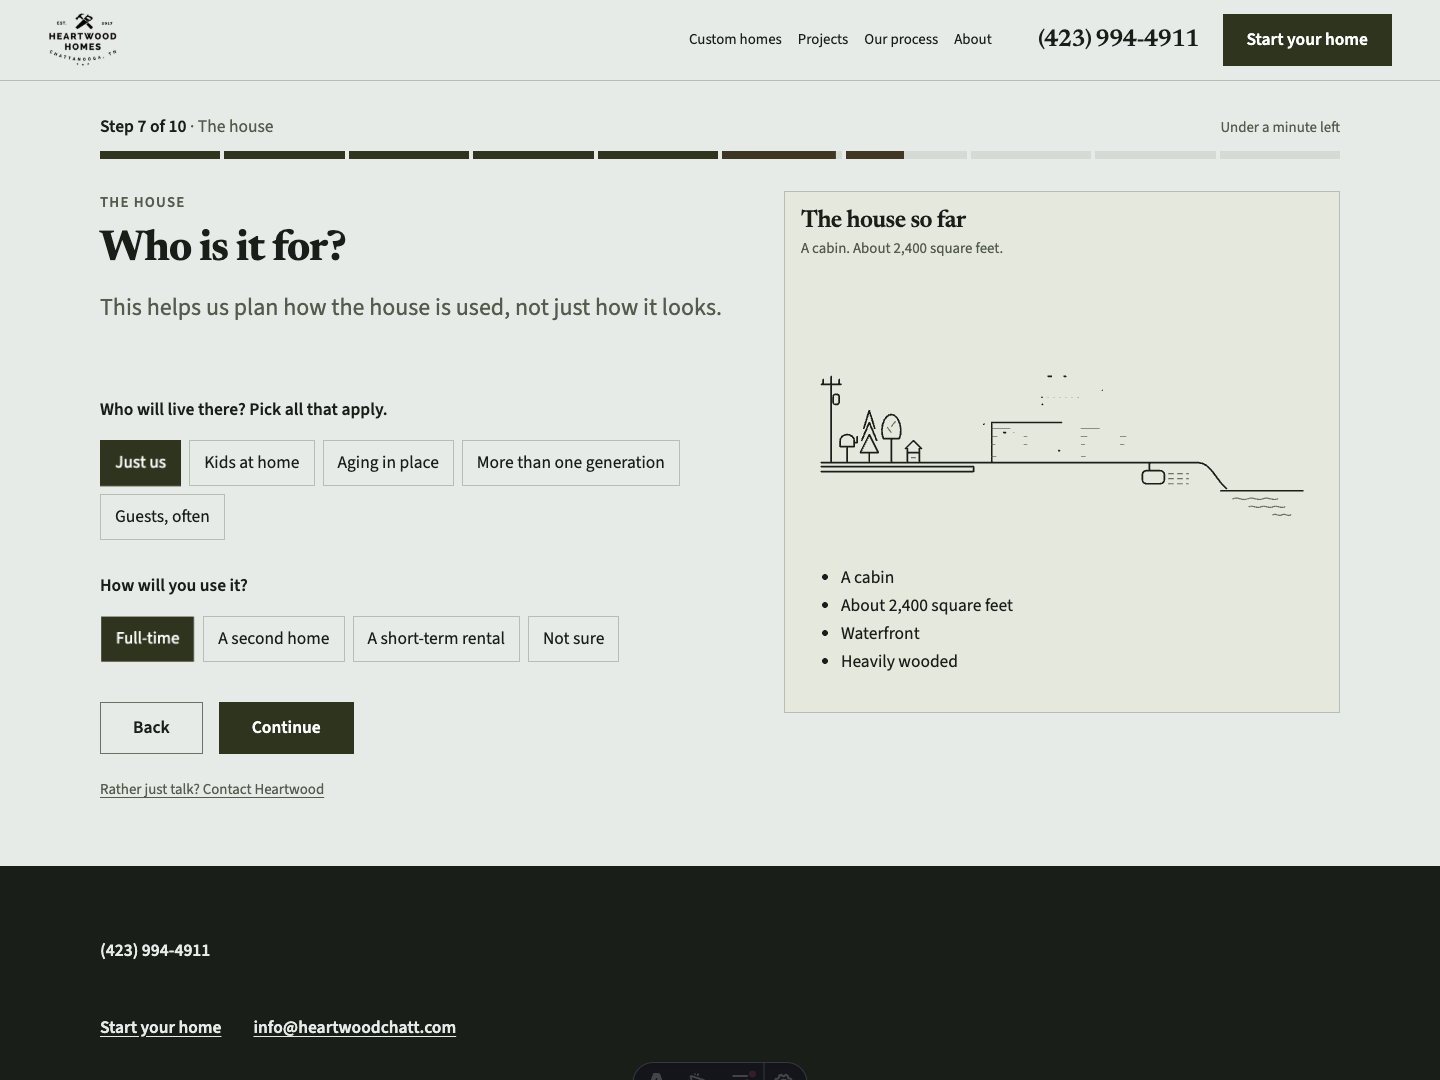 EST. 2017
HEARTWOOD
HOMES
CHATTANOOGA, TN
Custom homes
Projects
Our process
About
(423) 994-4911
Start your home
Step 7 of 10 · The house
Under a minute left
THE HOUSE
Who is it for?
This helps us plan how the house is used, not just how it looks.
Who will live there? Pick all that apply.
Just us
Kids at home
Aging in place
More than one generation
Guests, often
How will you use it?
Full-time
A second home
A short-term rental
Not sure
Back
Continue
Rather just talk? Contact Heartwood
The house so far
A cabin. About 2,400 square feet.
A cabin
About 2,400 square feet
Waterfront
Heavily wooded
(423) 994-4911
Start your home
info@heartwoodchatt.com